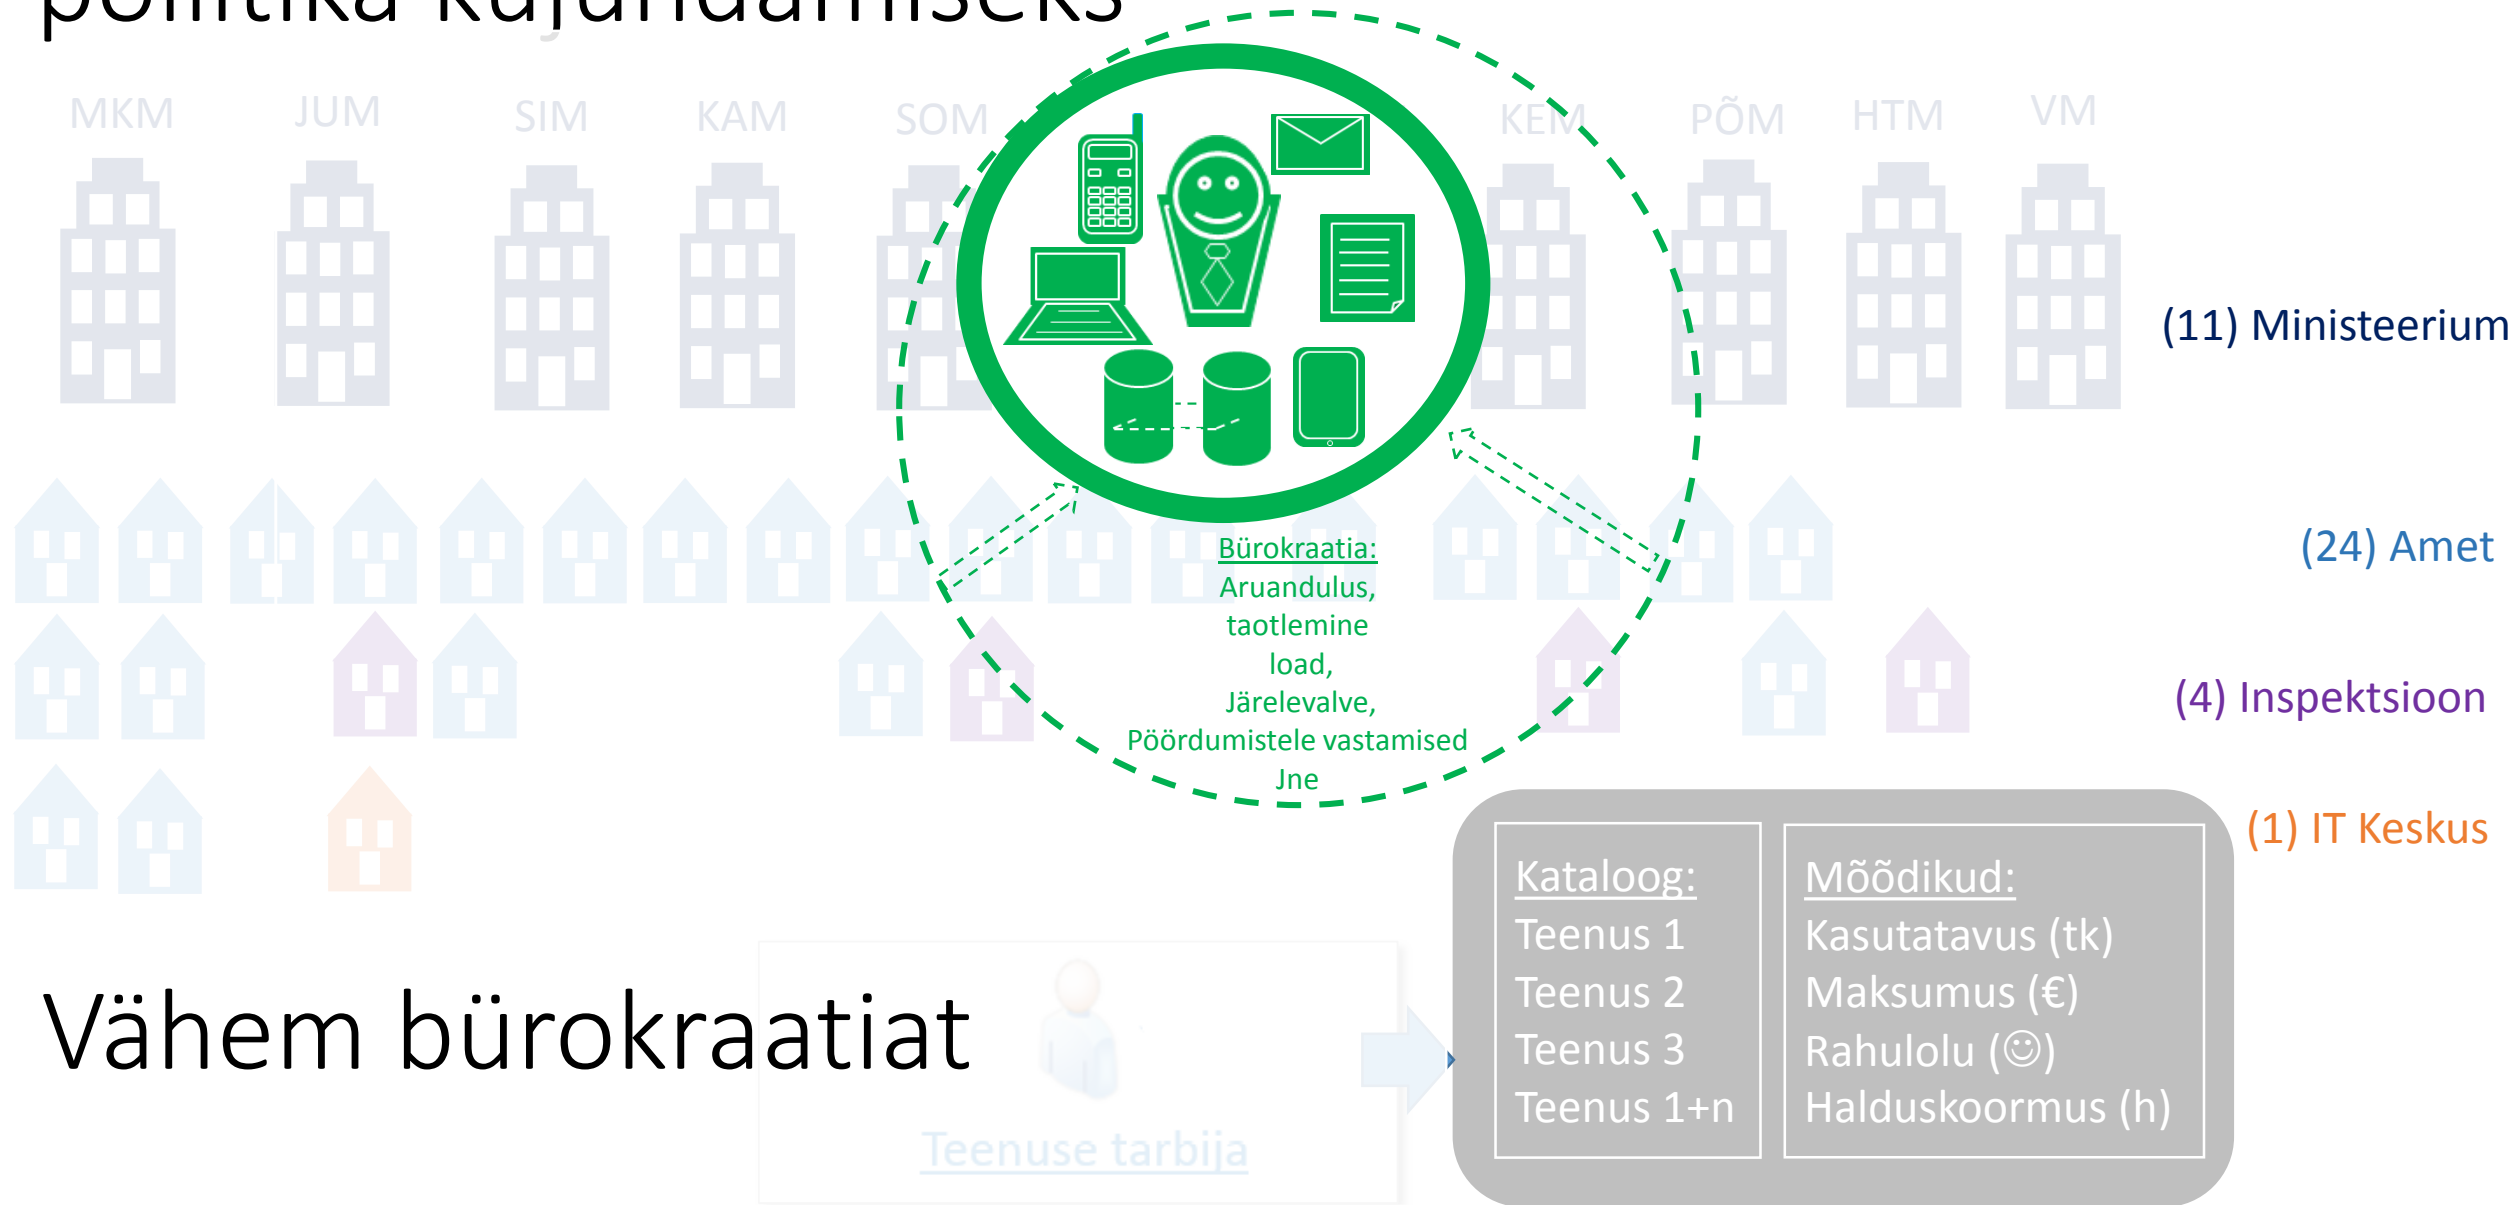 poliitika kujundamiseks
MKM
JUM
SIM
KAM
SOM
KEM
PÕM
HTM
VM
(11) Ministeerium
(24) Amet
Bürokraatia:
Aruandulus,
taotlemine
load,
Järelevalve,
Pöördumistele vastamised
Jne
(4) Inspektsioon
(1) IT Keskus
Kataloog:
Teenus 1
Teenus 2
Teenus 3
Teenus 1+n
Mõõdikud:
Kasutatavus (tk)
Maksumus (€)
Rahulolu (☺)
Halduskoormus (h)
Vähem bürokraatiat
Teenuse tarbija